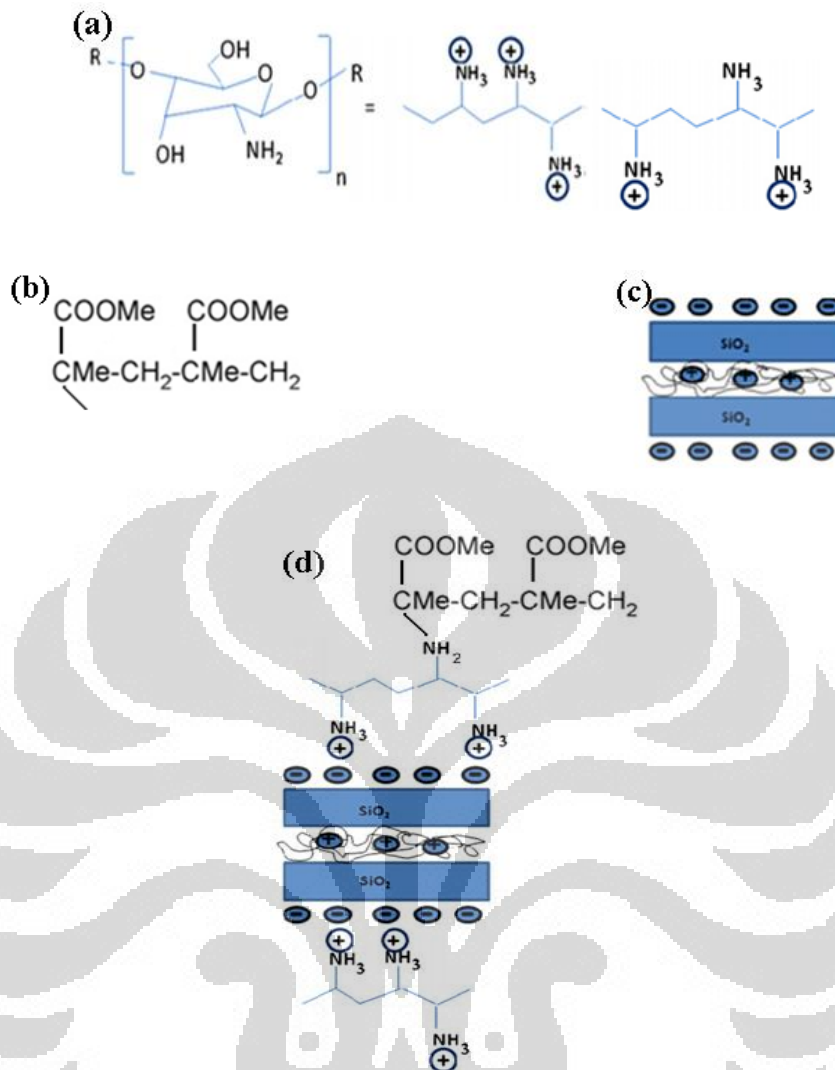 (a)
R O OH O O R
OH NH₂ n
=
⊕ ⊕
NH₃ NH₃
NH₃
⊕
NH₃
NH₃ NH₃
⊕ ⊕
(b)
COOMe COOMe
CMe-CH₂-CMe-CH₂
(c)
⊖ ⊖ ⊖ ⊖ ⊖
SiO₂
+ + +
SiO₂
⊖ ⊖ ⊖ ⊖ ⊖
(d)
COOMe COOMe
CMe-CH₂-CMe-CH₂
NH₂
NH₃ NH₃
⊕ ⊕
⊖ ⊖ ⊖ ⊖ ⊖
SiO₂
+ + +
SiO₂
⊖ ⊖ ⊖ ⊖ ⊖
⊕ ⊕
NH₃ NH₃
NH₃
⊕